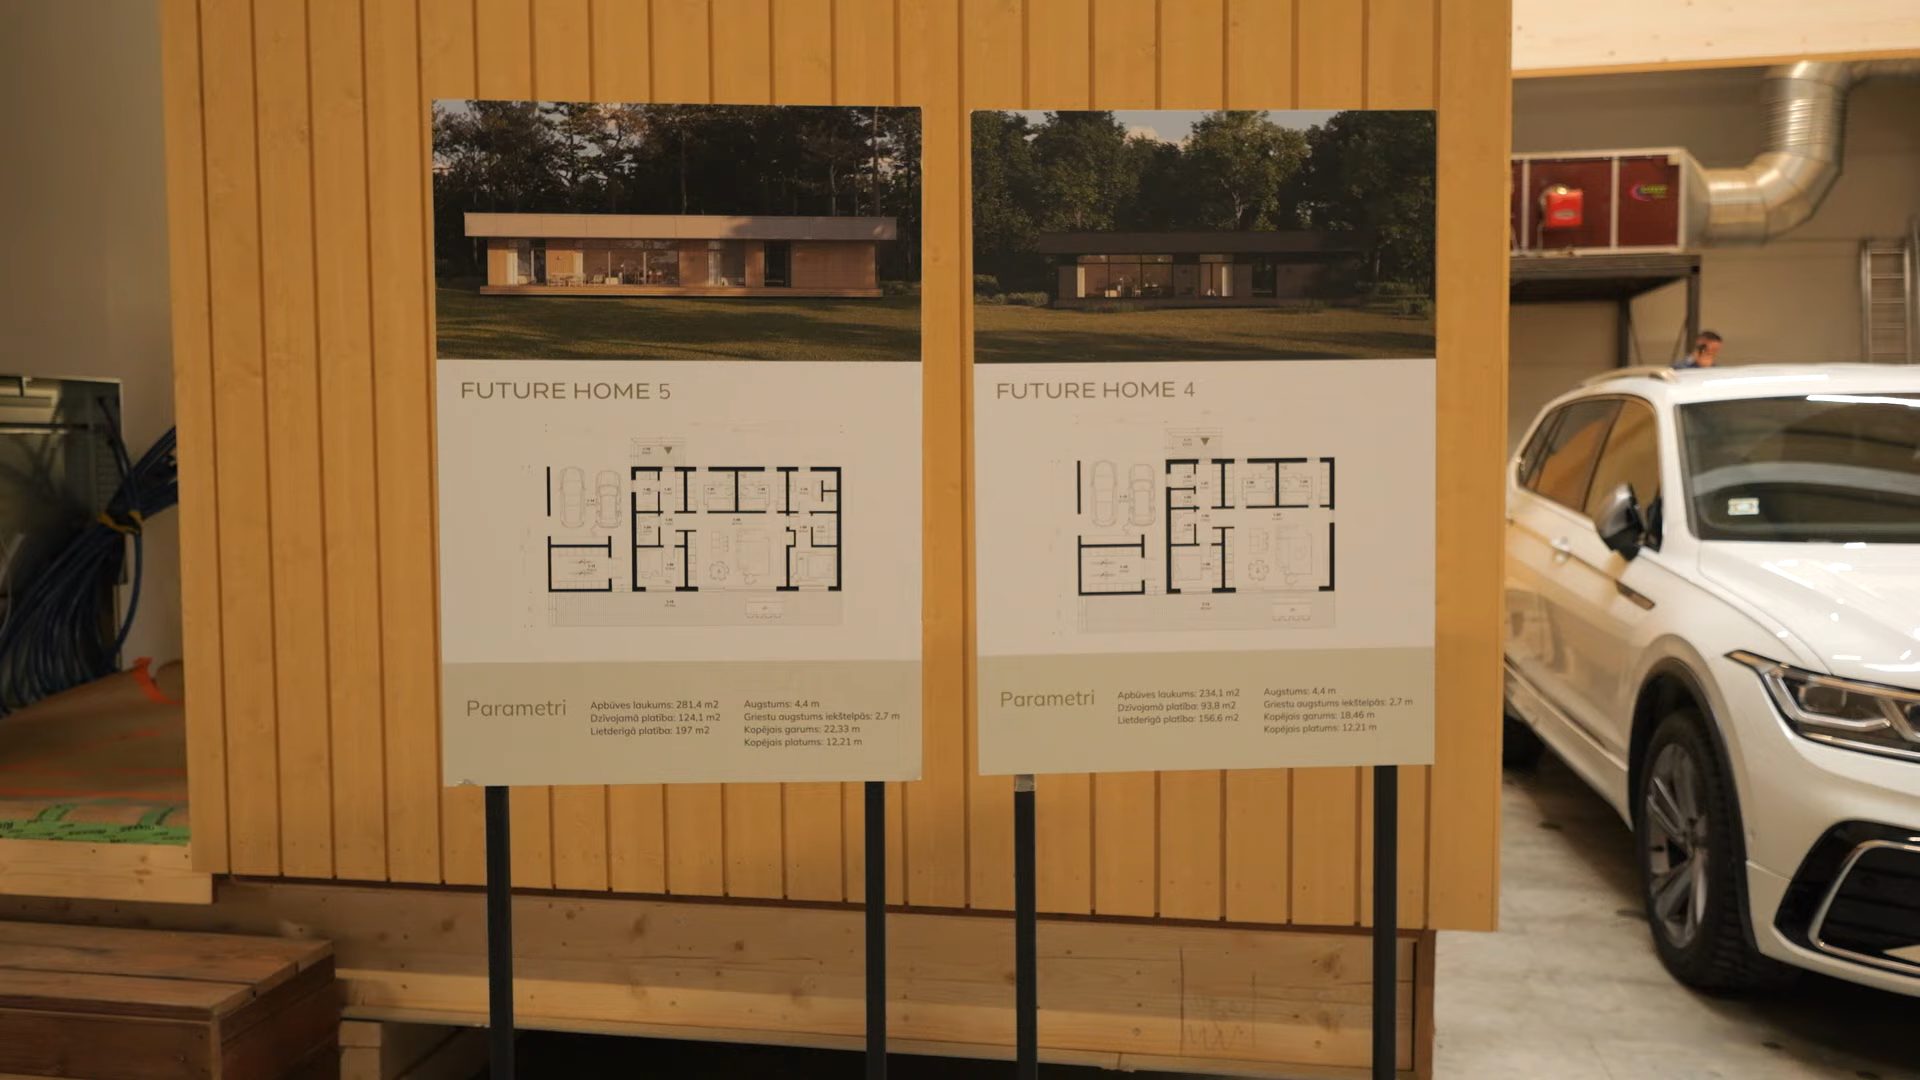 FUTURE HOME 5
Parametri
Apbūves laukums: 281,4 m2
Dzīvojamā platība: 124,1 m2
Lietderīgā platība: 197 m2
Augstums: 4,4 m
Griestu augstums iekštelpās: 2,7 m
Kopējais garums: 22,33 m
Kopējais platums: 12,21 m
FUTURE HOME 4
Parametri
Apbūves laukums: 234,1 m2
Dzīvojamā platība: 93,8 m2
Lietderīgā platība: 156,6 m2
Augstums: 4,4 m
Griestu augstums iekštelpās: 2,7 m
Kopējais garums: 18,46 m
Kopējais platums: 12,21 m